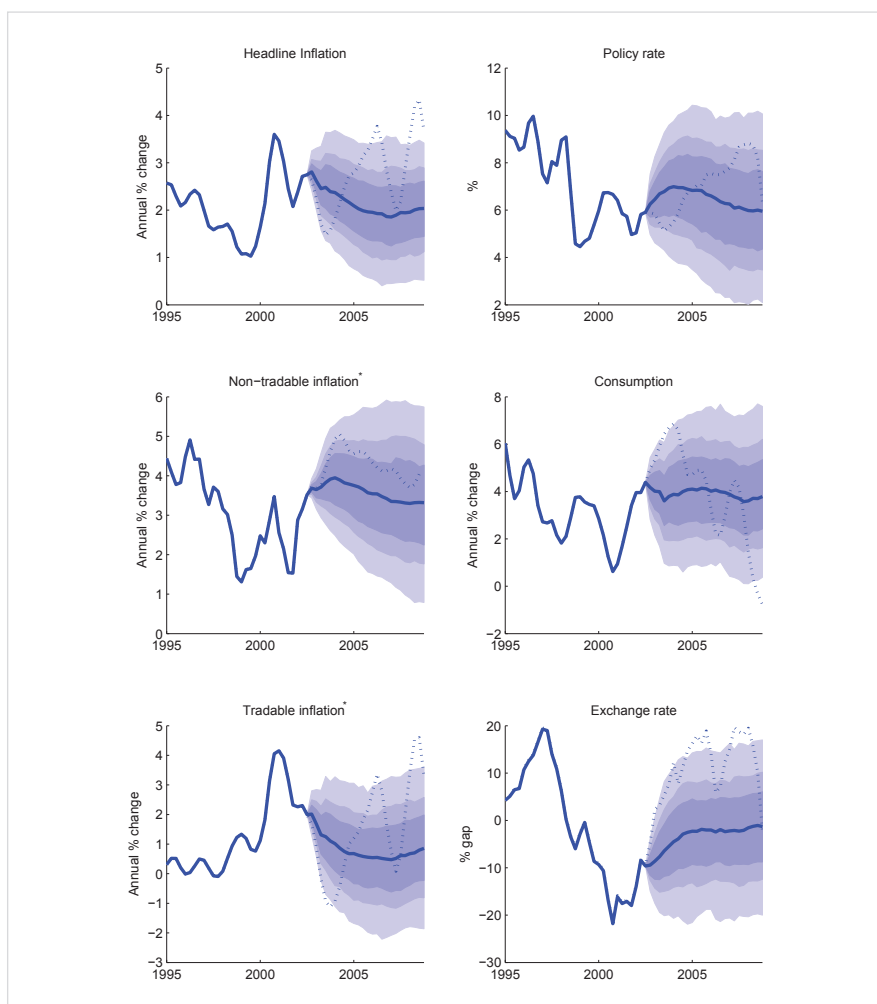 Headline Inflation
5
4
3
2
1
0
Annual % change
1995 2000 2005
Policy rate
12
10
8
6
4
2
%
1995 2000 2005
Non−tradable inflation*
6
5
4
3
2
1
0
Annual % change
1995 2000 2005
Consumption
8
6
4
2
0
−2
Annual % change
1995 2000 2005
Tradable inflation*
5
4
3
2
1
0
−1
−2
−3
Annual % change
1995 2000 2005
Exchange rate
20
10
0
−10
−20
−30
% gap
1995 2000 2005